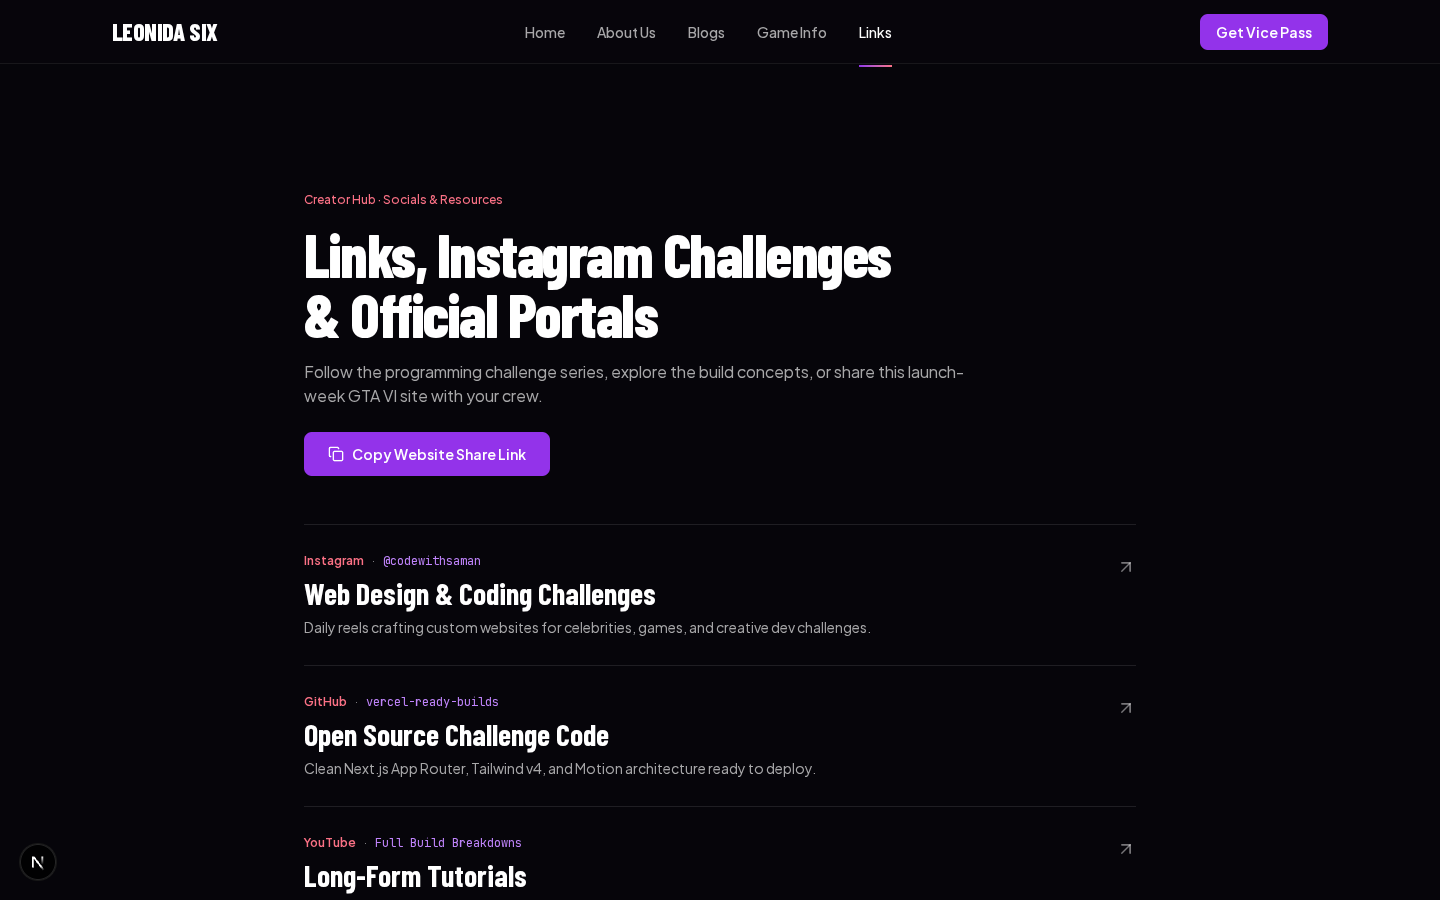 LEONIDA SIX
Home
About Us
Blogs
Game Info
Links
Get Vice Pass
Creator Hub · Socials & Resources
Links, Instagram Challenges
& Official Portals
Follow the programming challenge series, explore the build concepts, or share this launch-
week GTA VI site with your crew.
Copy Website Share Link
Instagram · @codewithsaman
Web Design & Coding Challenges
Daily reels crafting custom websites for celebrities, games, and creative dev challenges.
GitHub · vercel-ready-builds
Open Source Challenge Code
Clean Next.js App Router, Tailwind v4, and Motion architecture ready to deploy.
YouTube · Full Build Breakdowns
Long-Form Tutorials
N